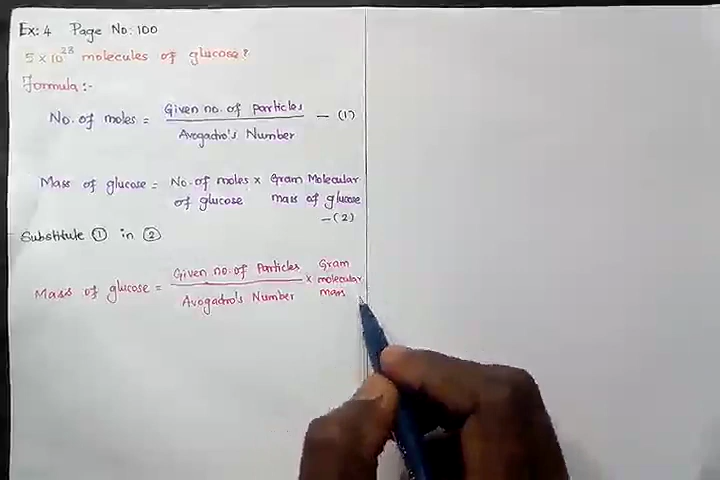 Ex: 4 Page No: 100
5 × 10²³ molecules of glucose?
Formula:-
No. of moles = Given no. of Particles / Avogadro's Number — (1)
Mass of glucose = No. of moles × Gram Molecular
of glucose mass of glucose
— (2)
Substitute ① in ②
Mass of glucose = Given no. of Particles / Avogadro's Number × Gram molecular mass